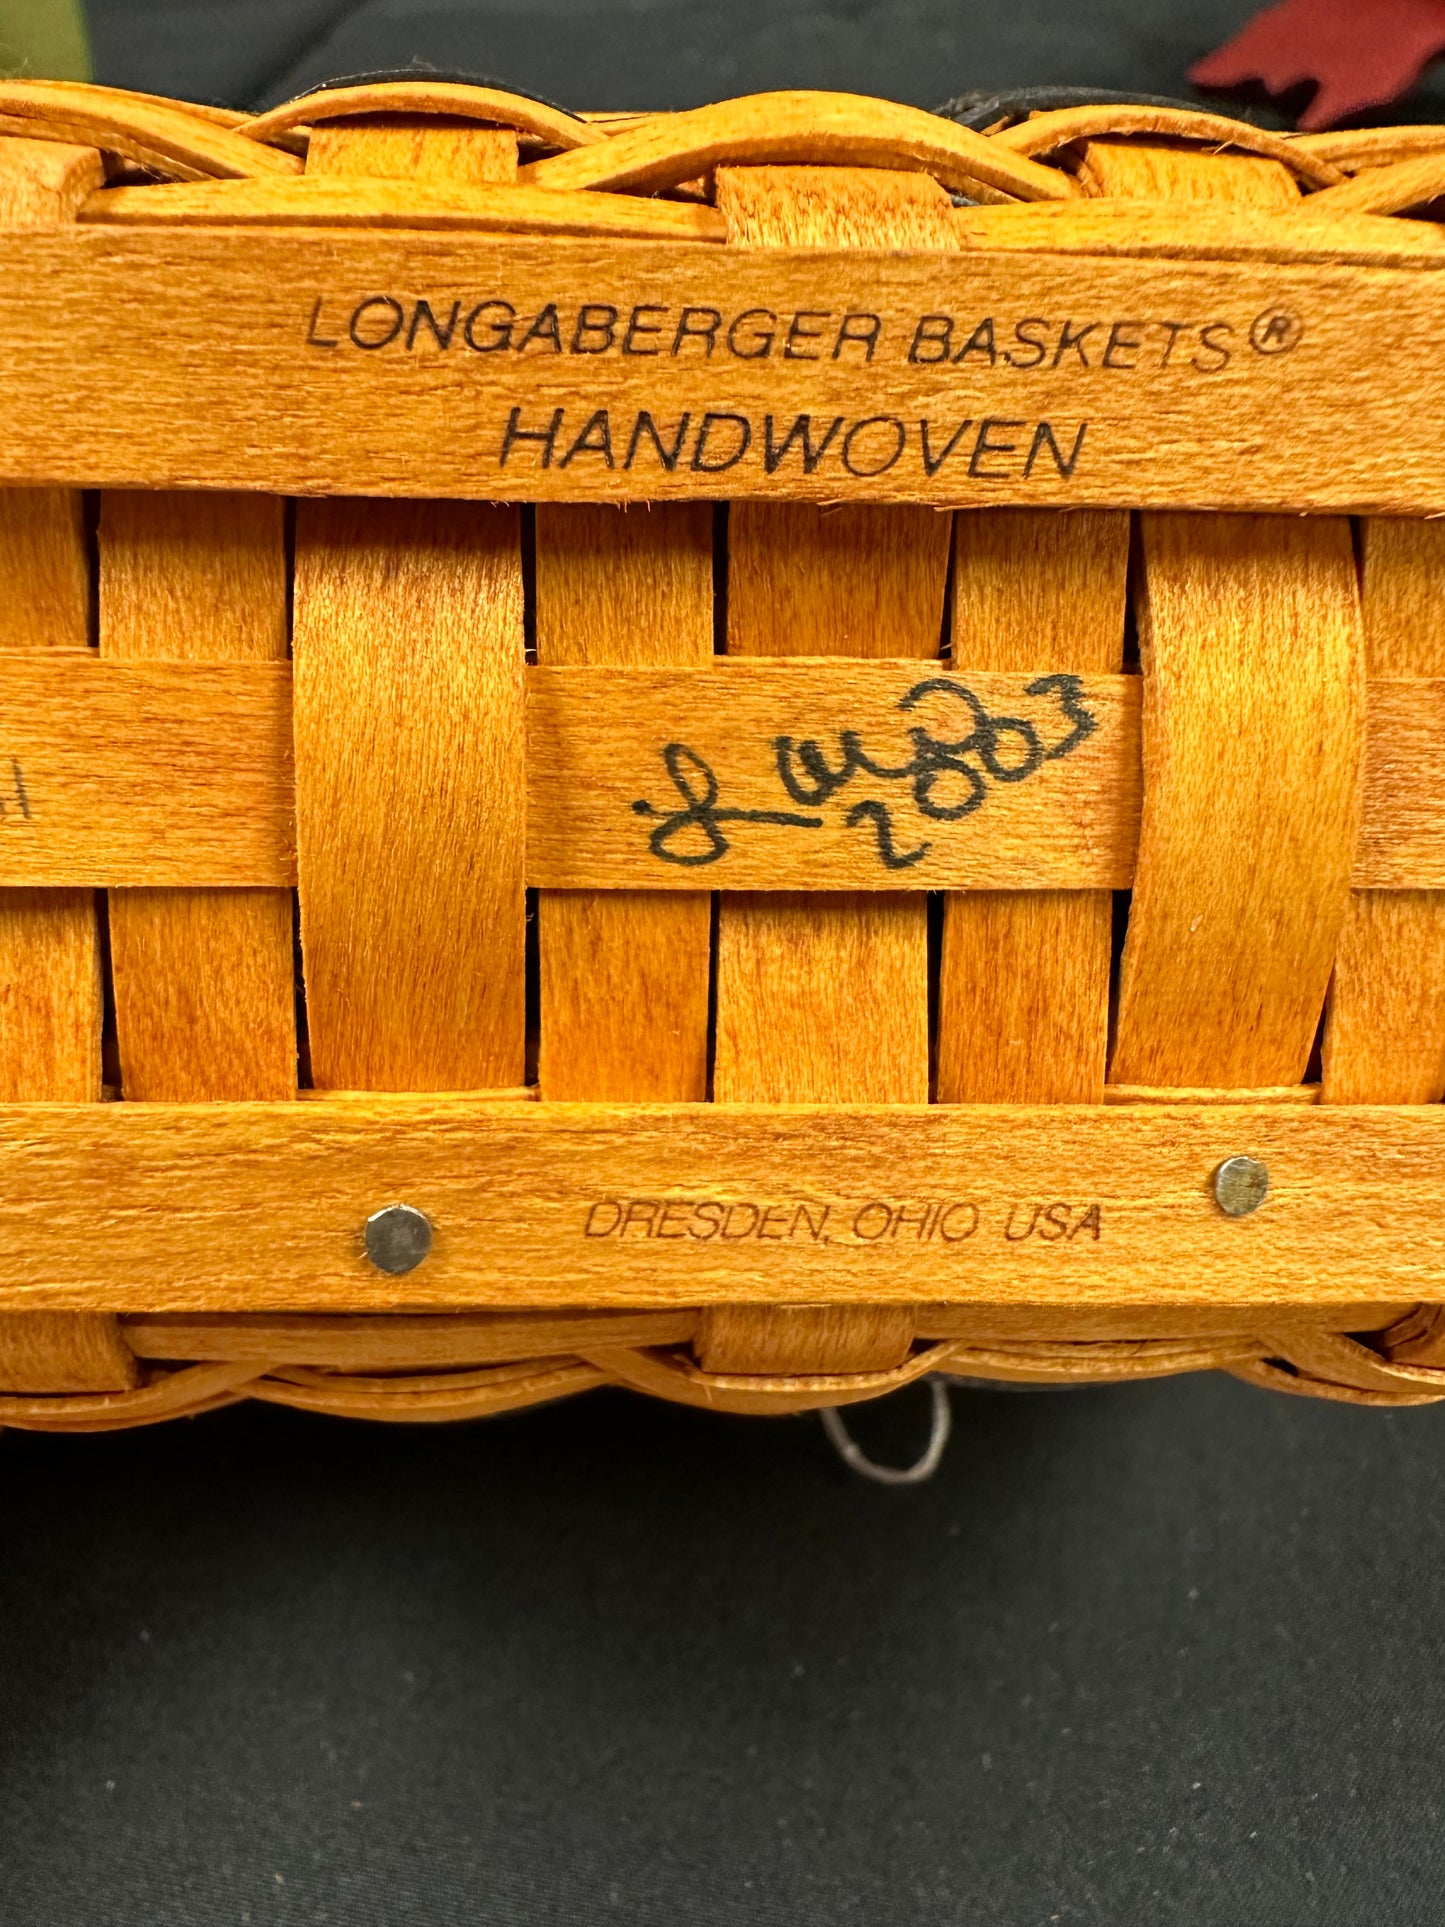 LONGABERGER BASKETS®
HANDWOVEN
2003
DRESDEN, OHIO USA